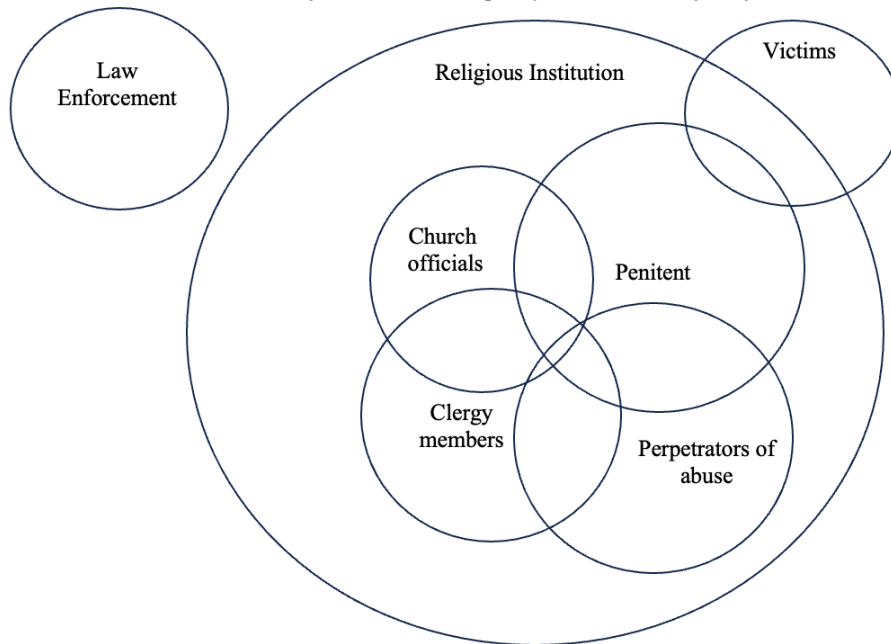 Law
Enforcement
Religious Institution
Victims
Church
officials
Penitent
Clergy
members
Perpetrators of
abuse